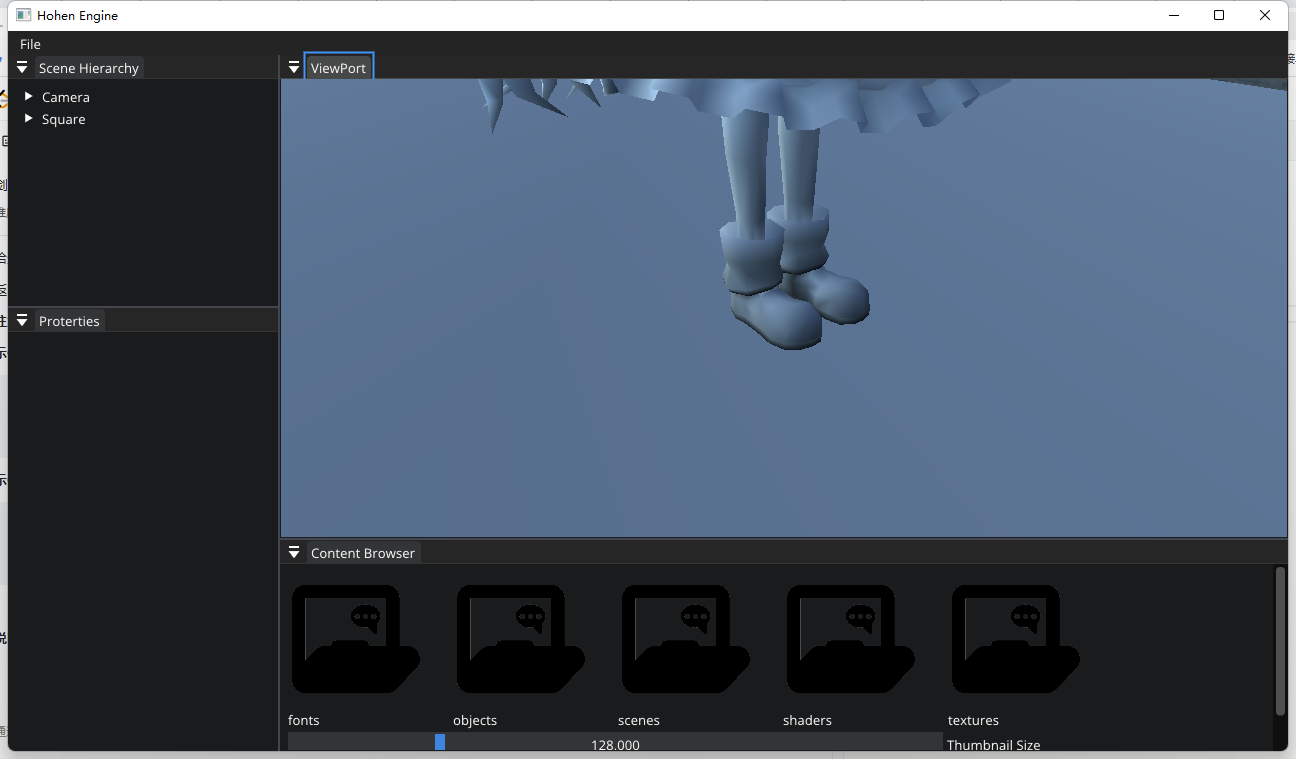 Hohen Engine
File
Scene Hierarchy
ViewPort
Camera
Square
Proterties
Content Browser
fonts
objects
scenes
shaders
textures
128.000
Thumbnail Size